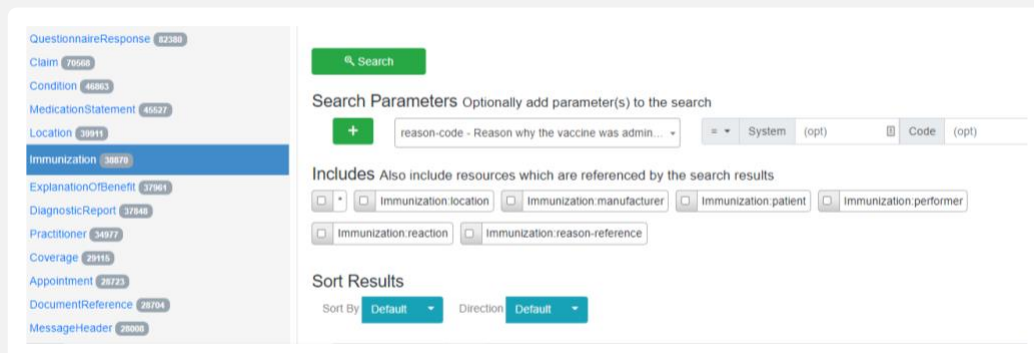 QuestionnaireResponse 82380
Claim 70568
Condition 46863
MedicationStatement 45527
Location 39911
Immunization 38870
ExplanationOfBenefit 37961
DiagnosticReport 37848
Practitioner 34977
Coverage 29115
Appointment 28723
DocumentReference 28704
MessageHeader 28008
Search
Search Parameters Optionally add parameter(s) to the search
+ reason-code - Reason why the vaccine was admin... = System (opt) Code (opt)
Includes Also include resources which are referenced by the search results
* Immunization:location Immunization:manufacturer Immunization:patient Immunization:performer
Immunization:reaction Immunization:reason-reference
Sort Results
Sort By Default Direction Default